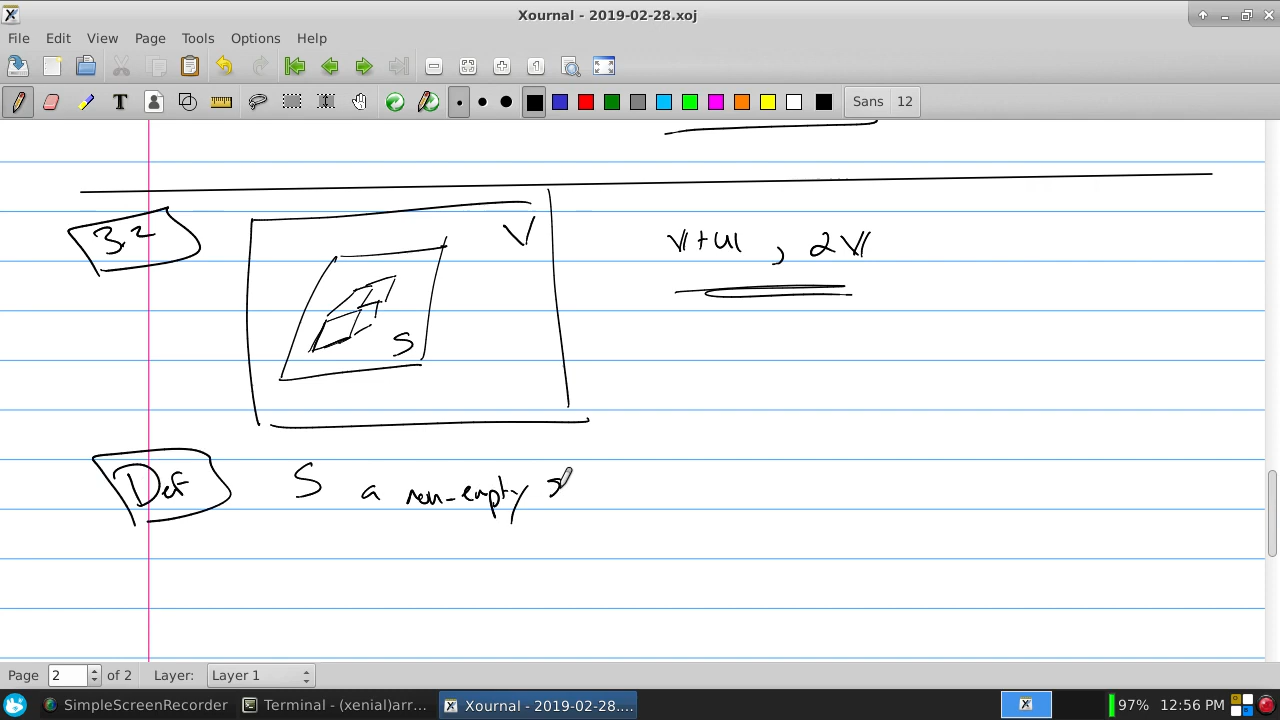 Xournal - 2019-02-28.xoj
File Edit View Page Tools Options Help
Sans 12
3.2
V
S
v+u , 2v
Def S a non-empty s
Page 2 of 2 Layer: Layer 1
SimpleScreenRecorder Terminal - (xenial)arr... Xournal - 2019-02-28.... 97% 12:56 PM